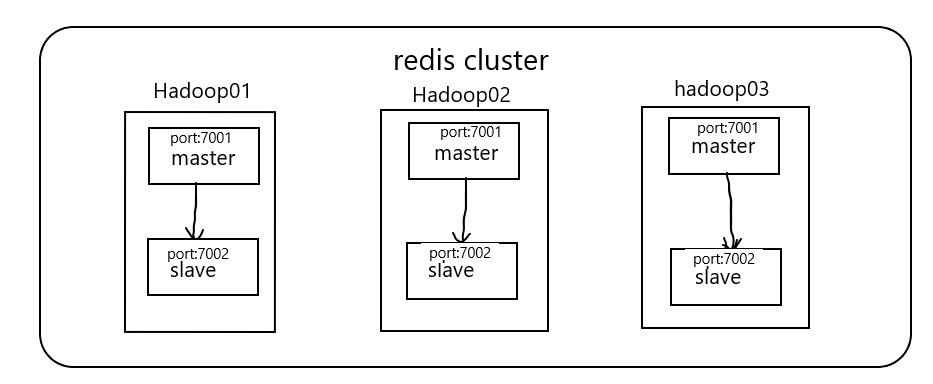 redis cluster
Hadoop01
port:7001
master
port:7002
slave
Hadoop02
port:7001
master
port:7002
slave
hadoop03
port:7001
master
port:7002
slave